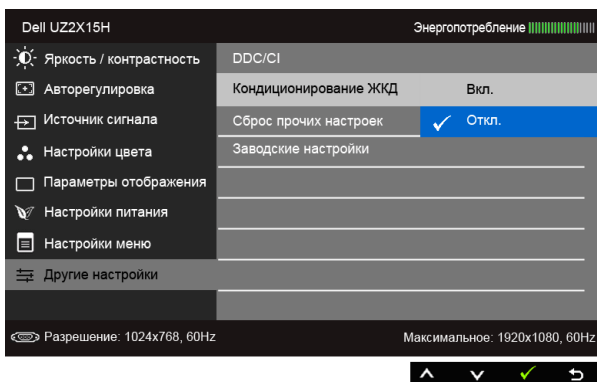 Dell UZ2X15H Энергопотребление
Яркость / контрастность DDC/CI
Авторегулировка Кондиционирование ЖКД Вкл.
Источник сигнала Сброс прочих настроек Откл.
Настройки цвета Заводские настройки
Параметры отображения
Настройки питания
Настройки меню
Другие настройки
Разрешение: 1024x768, 60Hz Максимальное: 1920x1080, 60Hz